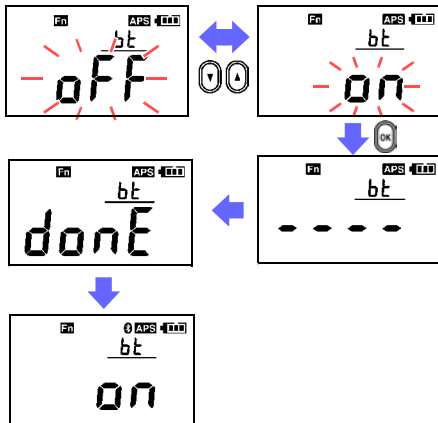 Fn APS
bt
oFF
Fn APS
bt
on
OK
Fn APS
bt
- - - -
Fn APS
bt
donE
Fn APS
bt
on